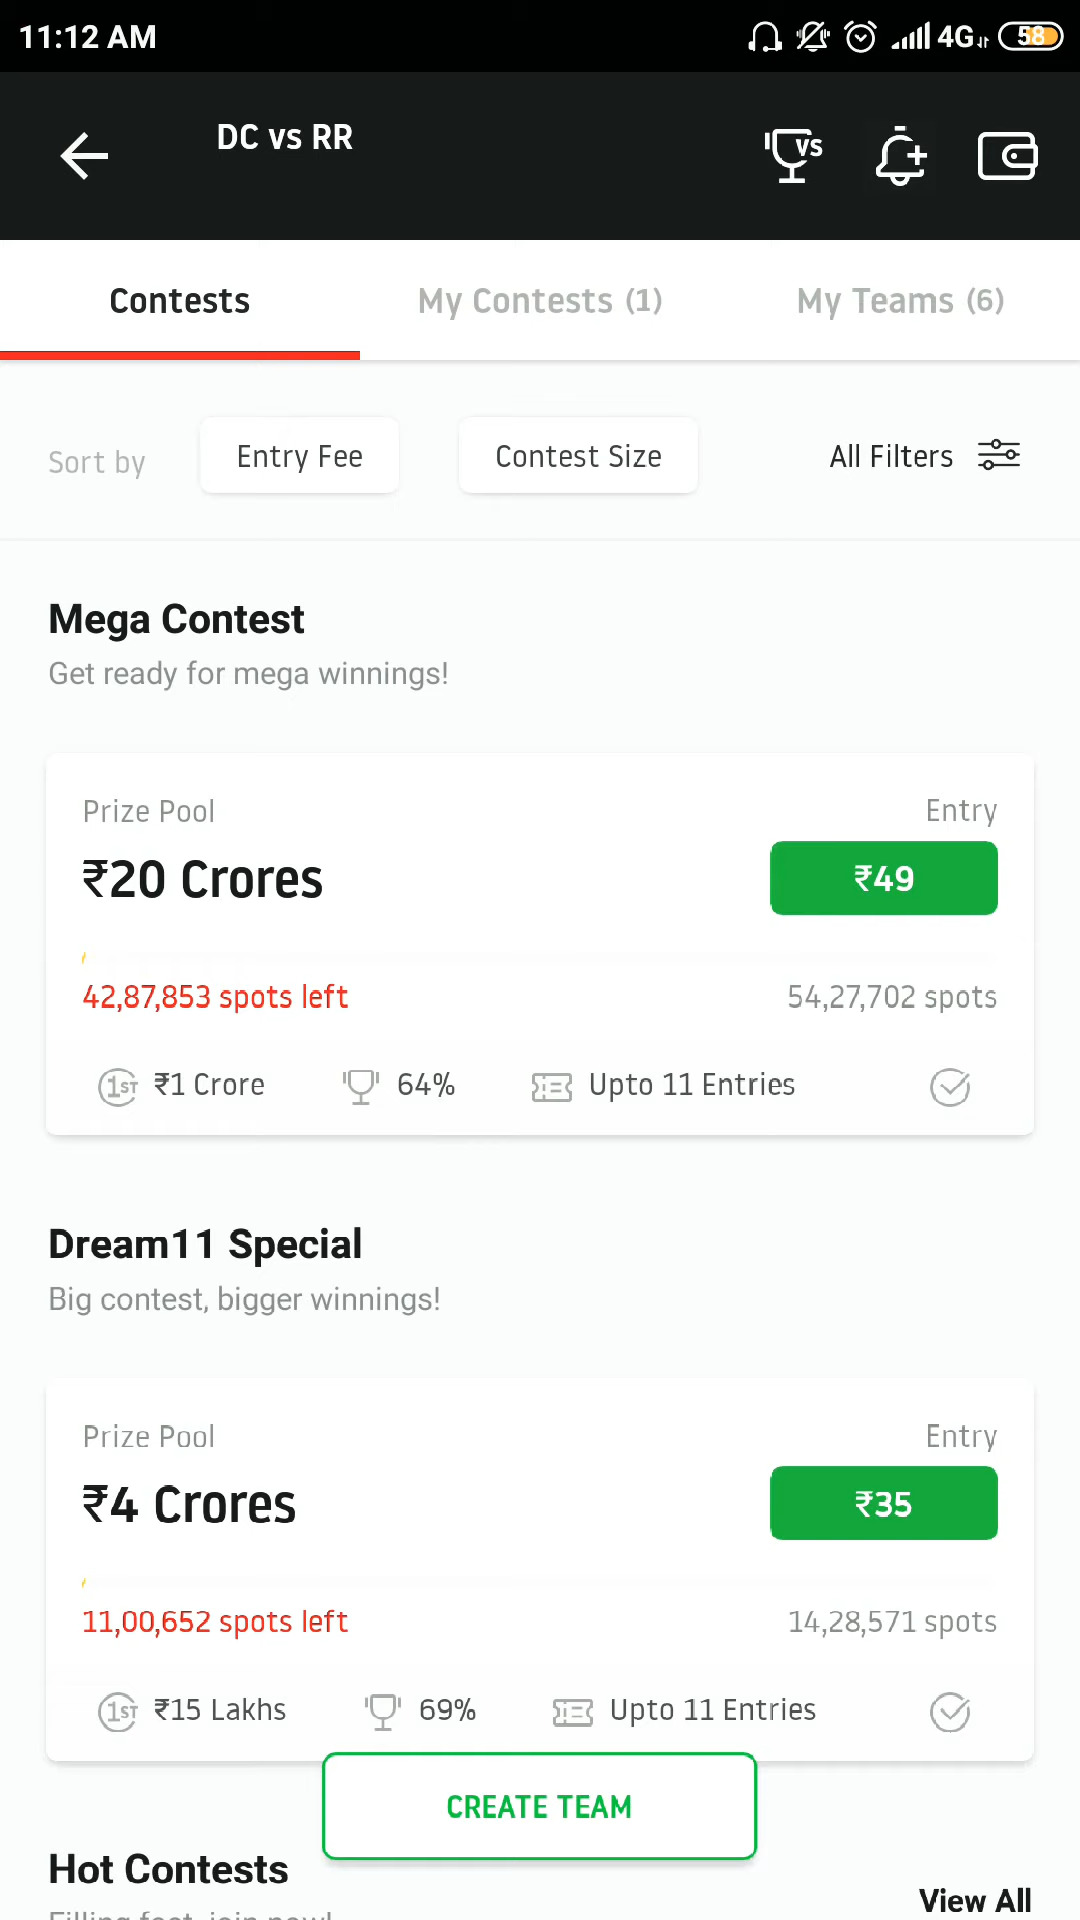 11:12 AM
4G
58
DC vs RR
VS
Contests
My Contests (1)
My Teams (6)
Sort by
Entry Fee
Contest Size
All Filters
Mega Contest
Get ready for mega winnings!
Prize Pool
Entry
₹20 Crores
₹49
42,87,853 spots left
54,27,702 spots
1ST ₹1 Crore
64%
Upto 11 Entries
Dream11 Special
Big contest, bigger winnings!
Prize Pool
Entry
₹4 Crores
₹35
11,00,652 spots left
14,28,571 spots
1ST ₹15 Lakhs
69%
Upto 11 Entries
CREATE TEAM
Hot Contests
View All
Filling fast, join now!